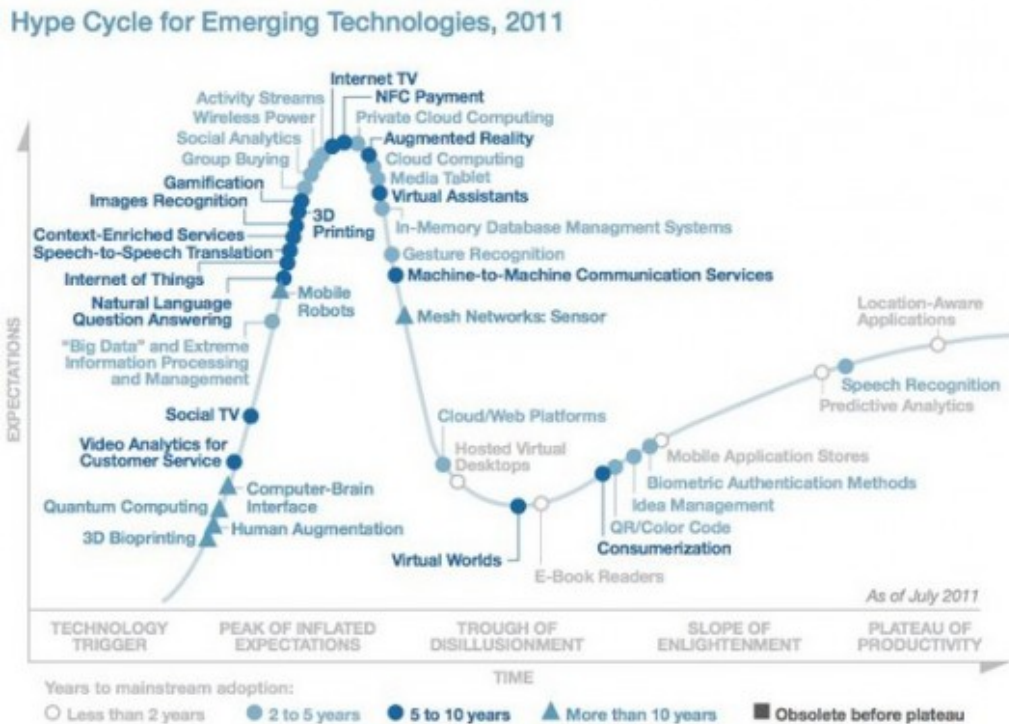 Hype Cycle for Emerging Technologies, 2011
Internet TV
NFC Payment
Activity Streams
Wireless Power
Private Cloud Computing
Social Analytics
Augmented Reality
Group Buying
Cloud Computing
Gamification
Media Tablet
Images Recognition
Virtual Assistants
3D
Printing
In-Memory Database Managment Systems
Context-Enriched Services
Speech-to-Speech Translation
Gesture Recognition
Internet of Things
Machine-to-Machine Communication Services
Natural Language
Question Answering
Mobile
Robots
Mesh Networks: Sensor
"Big Data" and Extreme
Information Processing
and Management
Location-Aware
Applications
Speech Recognition
Predictive Analytics
Social TV
Cloud/Web Platforms
Video Analytics for
Customer Service
Hosted Virtual
Desktops
Mobile Application Stores
Computer-Brain
Interface
Biometric Authentication Methods
Quantum Computing
Idea Management
Human Augmentation
QR/Color Code
3D Bioprinting
Consumerization
Virtual Worlds
E-Book Readers
EXPECTATIONS
As of July 2011
TECHNOLOGY
TRIGGER
PEAK OF INFLATED
EXPECTATIONS
TROUGH OF
DISILLUSIONMENT
SLOPE OF
ENLIGHTENMENT
PLATEAU OF
PRODUCTIVITY
TIME
Years to mainstream adoption:
Less than 2 years
2 to 5 years
5 to 10 years
More than 10 years
Obsolete before plateau